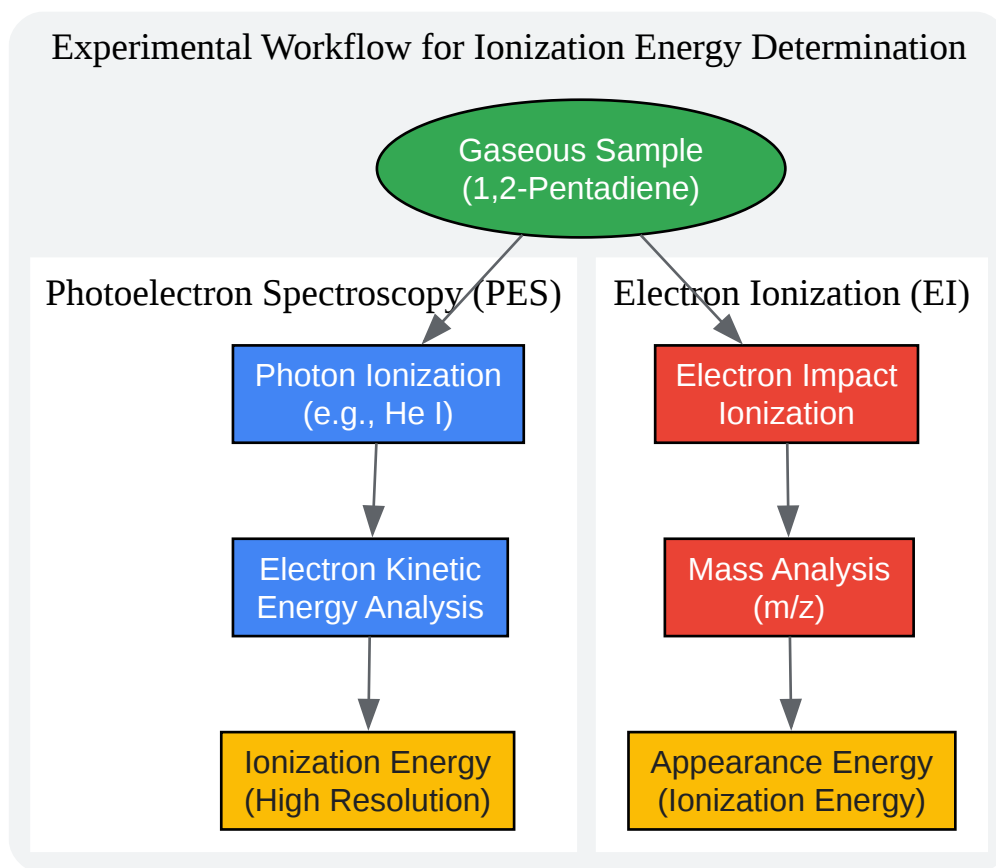 Experimental Workflow for Ionization Energy Determination
Gaseous Sample
(1,2-Pentadiene)
Photoelectron Spectroscopy (PES)
Photon Ionization
(e.g., He I)
Electron Kinetic
Energy Analysis
Ionization Energy
(High Resolution)
Electron Ionization (EI)
Electron Impact
Ionization
Mass Analysis
(m/z)
Appearance Energy
(Ionization Energy)